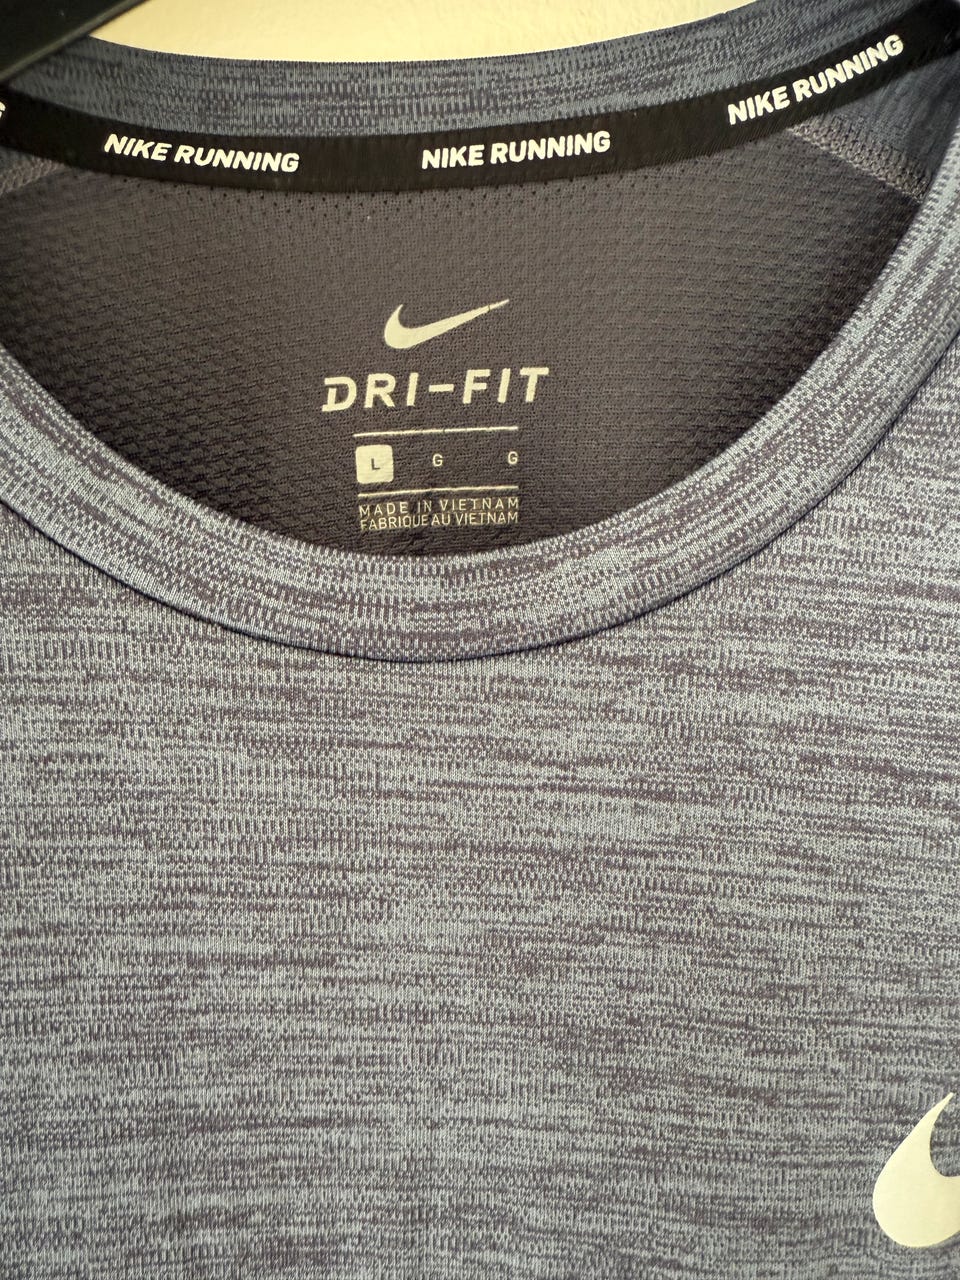 NIKE RUNNING NIKE RUNNING NIKE RUNNING
DRI-FIT
L G G
MADE IN VIETNAM
FABRIQUE AU VIETNAM